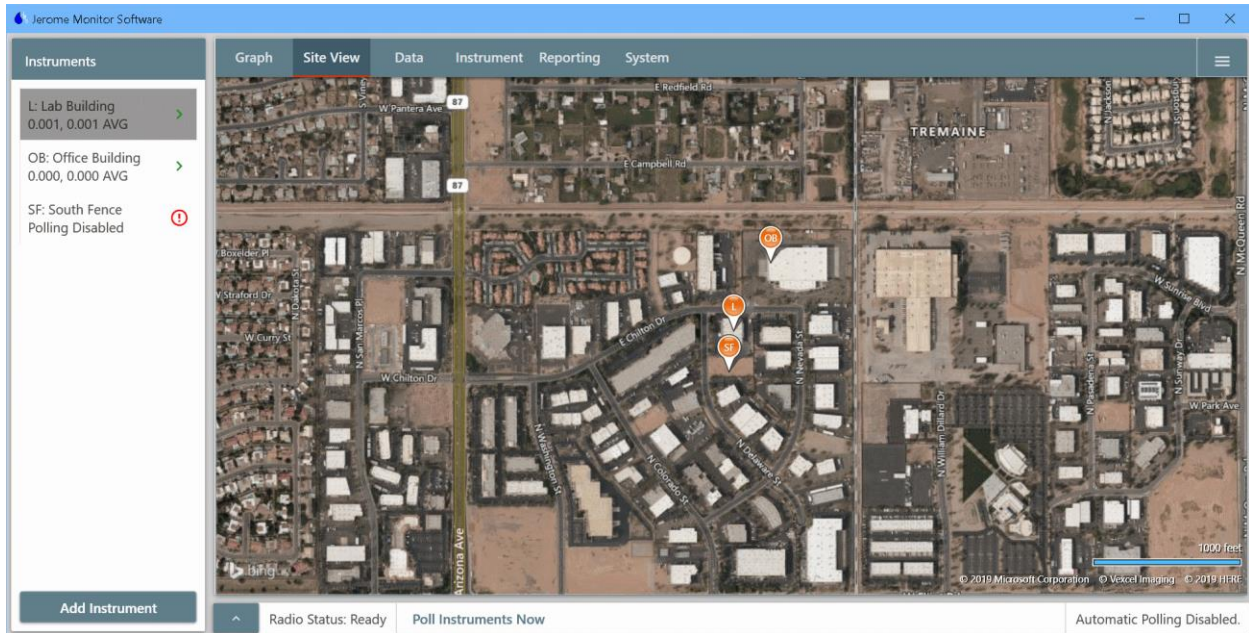 Jerome Monitor Software
Instruments
L: Lab Building
0.001, 0.001 AVG
OB: Office Building
0.000, 0.000 AVG
SF: South Fence
Polling Disabled
Add Instrument
Graph Site View Data Instrument Reporting System
E Redfield Rd
W Pantera Ave
87
TREMAINE
E Campbell Rd
87
N McQueen Rd
W Boxelder Pl
OB
W Straford Dr
N Dakota St
N San Marcos Pl
W Sunrise Blvd
L
W Curry St
E Chilton Dr
SF
N Nevada St
W Chilton Dr
N Pasadena St
N Sunway Dr
W Park Ave
N William Dillard Dr
N Washington St
N Colorado St
N Delaware St
Arizona Ave
bing
1000 feet
© 2019 Microsoft Corporation © Vexcel Imaging © 2019 HERE
Radio Status: Ready Poll Instruments Now Automatic Polling Disabled.